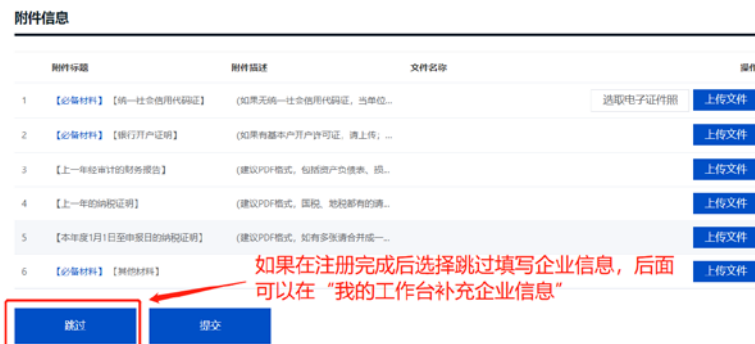 附件信息
附件标题 附件描述 文件名称 操作
1 【必备材料】【统一社会信用代码证】 (如果无统一社会信用代码证，当单位... 选取电子证件照 上传文件
2 【必备材料】【银行开户证明】 (如果有基本户开户许可证，请上传；... 上传文件
3 【上一年经审计的财务报告】 (建议PDF格式，包括资产负债表、损... 上传文件
4 【上一年的纳税证明】 (建议PDF格式，国税、地税都有的请... 上传文件
5 【本年度1月1日至申报日的纳税证明】 (建议PDF格式，如有多张请合并成一... 上传文件
6 【必备材料】【其他材料】 上传文件
如果在注册完成后选择跳过填写企业信息，后面
可以在“我的工作台补充企业信息”
跳过 提交